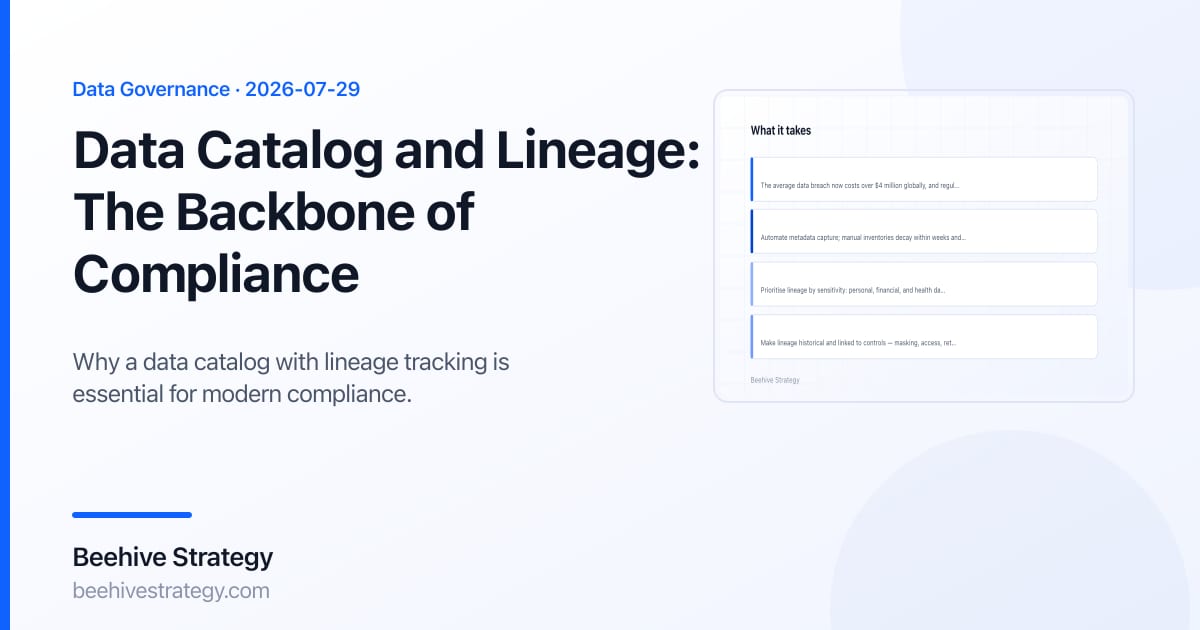 Data Governance · 2026-07-29
Data Catalog and Lineage:
The Backbone of
Compliance
Why a data catalog with lineage tracking is
essential for modern compliance.
Beehive Strategy
beehivestrategy.com
What it takes
The average data breach now costs over $4 million globally, and regul...
Automate metadata capture; manual inventories decay within weeks and...
Prioritise lineage by sensitivity: personal, financial, and health da...
Make lineage historical and linked to controls — masking, access, ret...
Beehive Strategy